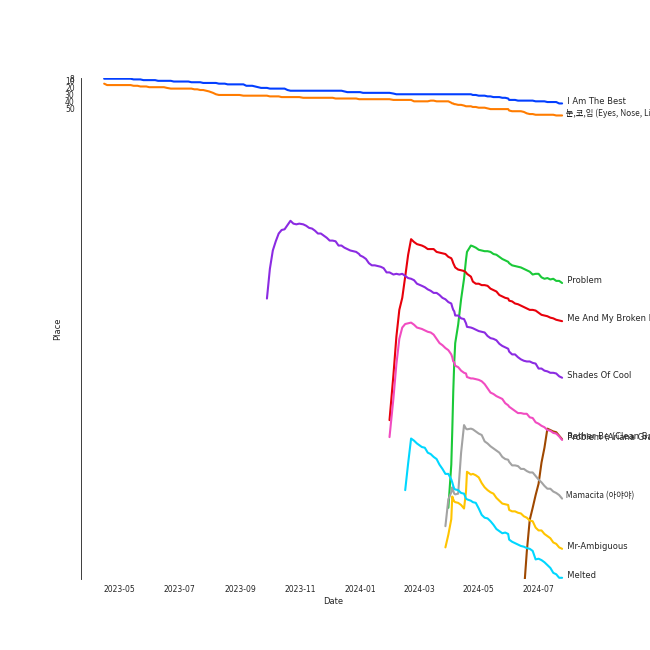 10
20
30
40
50
I Am The Best
눈,코,입 (Eyes, Nose, Li
Problem
Me And My Broken
Shades Of Cool
Mamacita (아야야)
Mr-Ambiguous
Melted
Place
2023-05
2023-07
2023-09
2023-11
2024-01
2024-03
2024-05
2024-07
Date